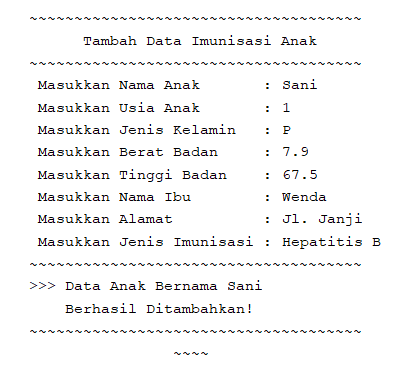 ~~~~~~~~~~~~~~~~~~~~~~~~~~~~~~~~~~~~~
Tambah Data Imunisasi Anak
~~~~~~~~~~~~~~~~~~~~~~~~~~~~~~~~~~~~~
Masukkan Nama Anak       : Sani
Masukkan Usia Anak       : 1
Masukkan Jenis Kelamin   : P
Masukkan Berat Badan     : 7.9
Masukkan Tinggi Badan    : 67.5
Masukkan Nama Ibu        : Wenda
Masukkan Alamat          : Jl. Janji
Masukkan Jenis Imunisasi : Hepatitis B
~~~~~~~~~~~~~~~~~~~~~~~~~~~~~~~~~~~~~
>>> Data Anak Bernama Sani
Berhasil Ditambahkan!
~~~~~~~~~~~~~~~~~~~~~~~~~~~~~~~~~~~~~
~~~~